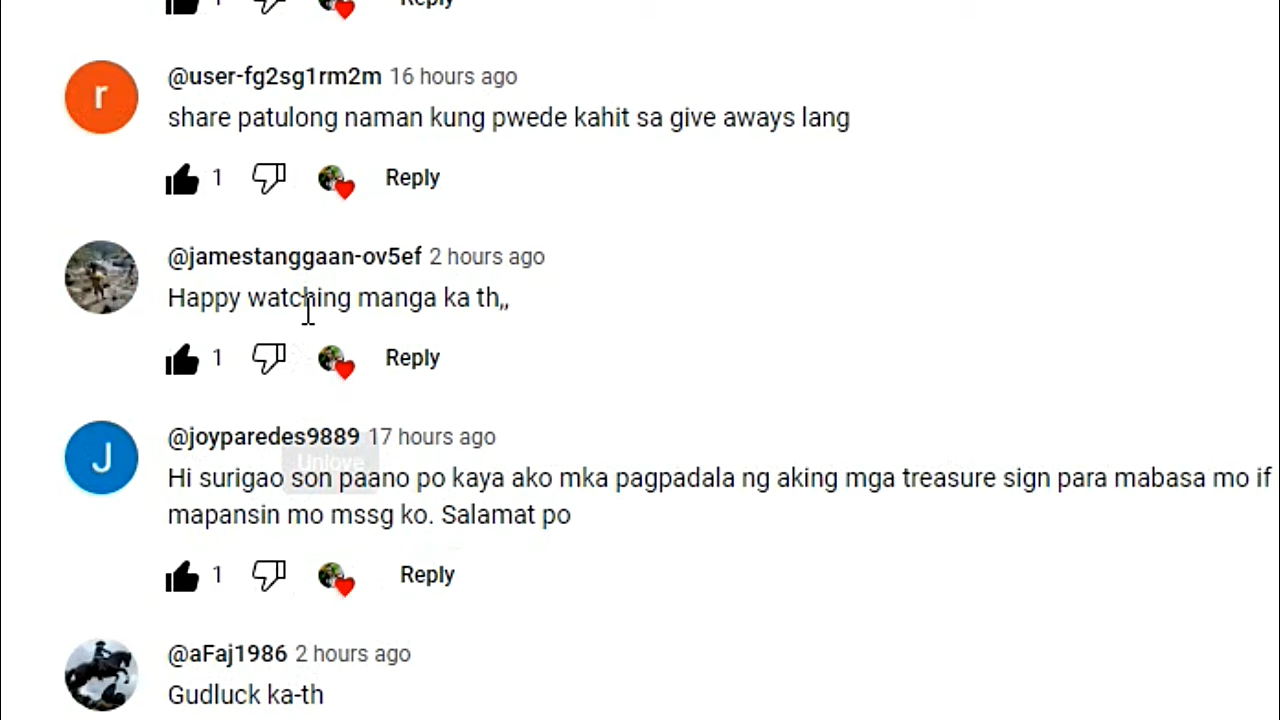 1 Reply
@user-fg2sg1rm2m 16 hours ago
r
share patulong naman kung pwede kahit sa give aways lang
1 Reply
@jamestanggaan-ov5ef 2 hours ago
Happy watching manga ka th,,
1 Reply
@joyparedes9889 17 hours ago
J
Unlove
Hi surigao son paano po kaya ako mka pagpadala ng aking mga treasure sign para mabasa mo if
mapansin mo mssg ko. Salamat po
1 Reply
@aFaj1986 2 hours ago
Gudluck ka-th